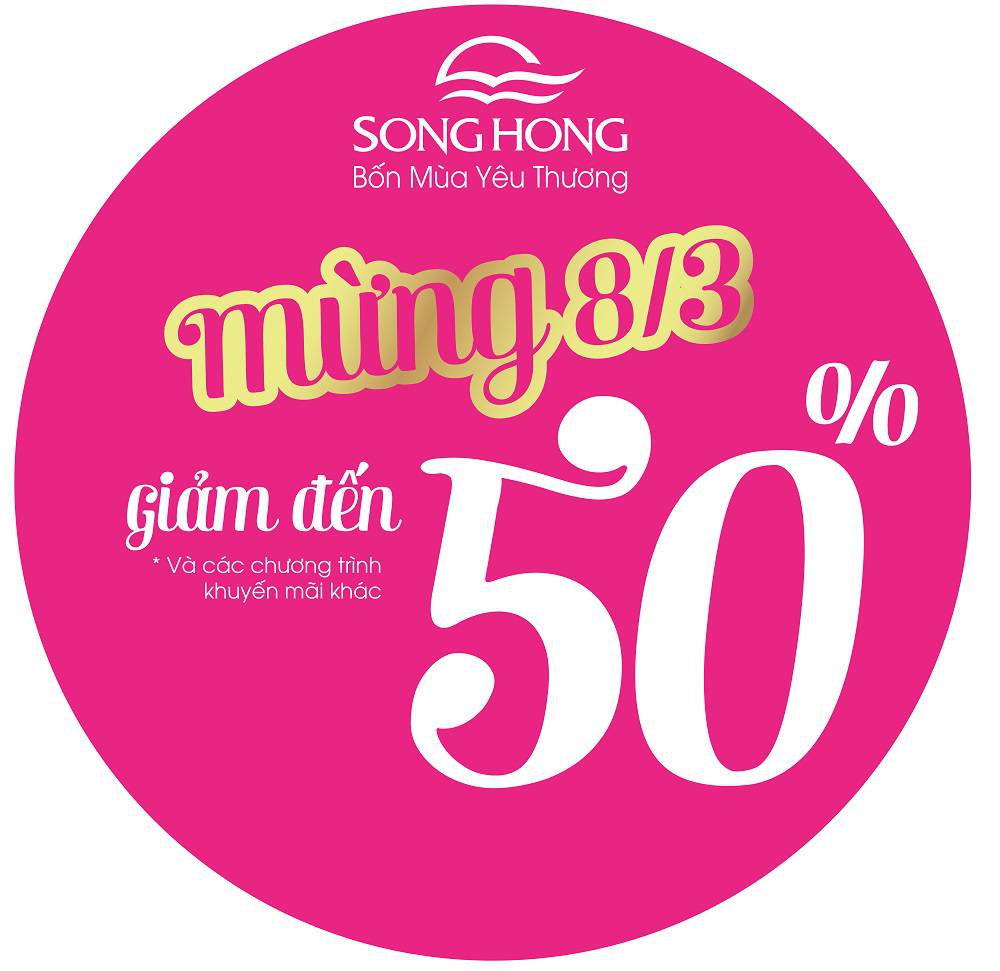 SONG HONG
Bốn Mùa Yêu Thương
mừng 8/3
giảm đến 50%
* Và các chương trình
khuyến mãi khác